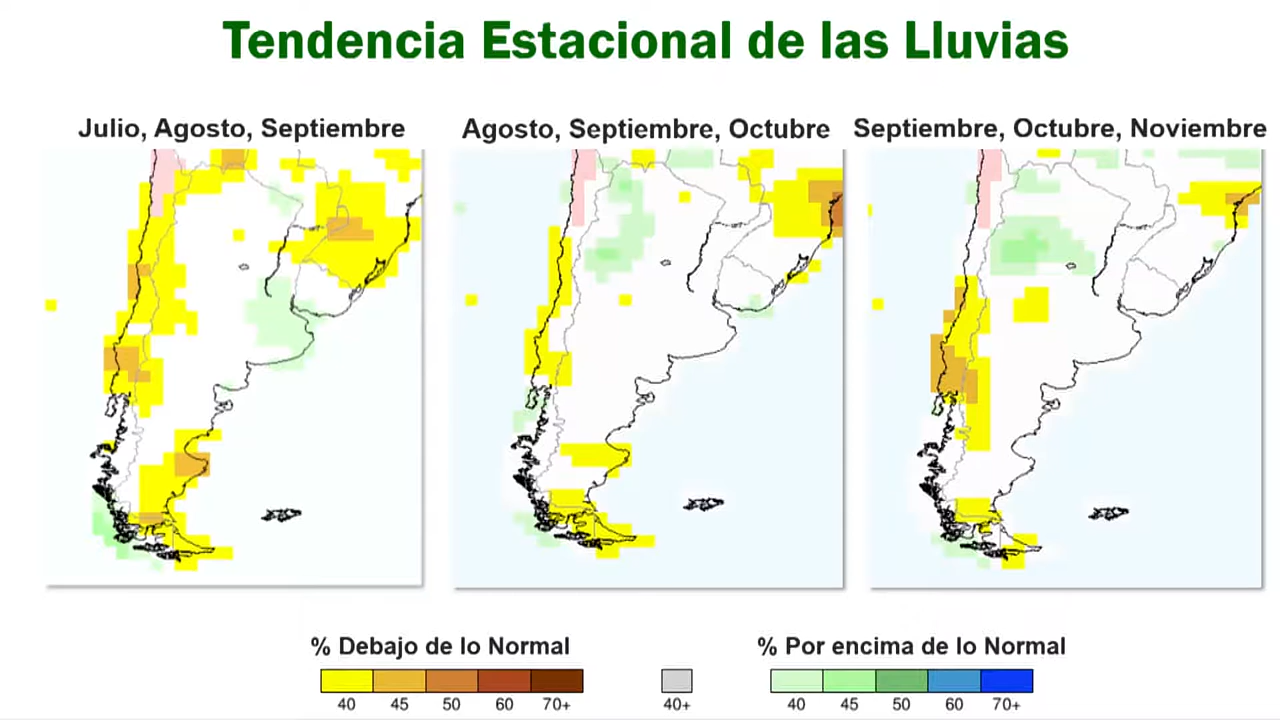 Tendencia Estacional de las Lluvias
Julio, Agosto, Septiembre
Agosto, Septiembre, Octubre
Septiembre, Octubre, Noviembre
% Debajo de lo Normal
40 45 50 60 70+
40+
% Por encima de lo Normal
40 45 50 60 70+